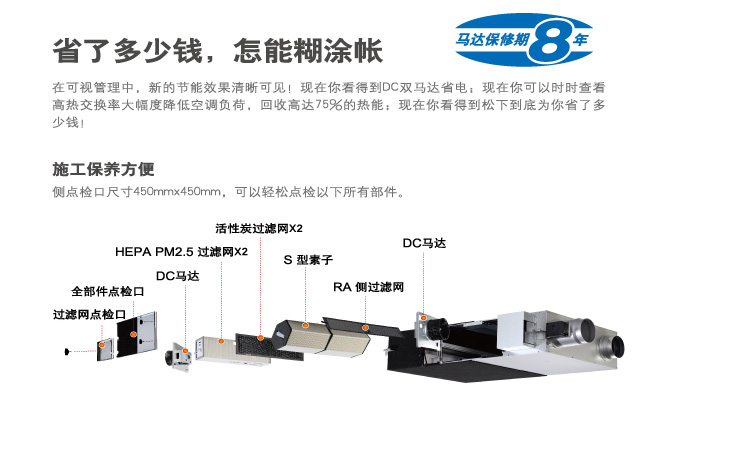 马达保修期8年
省了多少钱，怎能糊涂帐
在可视管理中，新的节能效果清晰可见！现在你看得到DC双马达省电；现在你可以时时查看
高热交换率大幅度降低空调负荷，回收高达75%的热能；现在你看得到松下到底为你省了多
少钱！
施工保养方便
侧点检口尺寸450mmx450mm，可以轻松点检以下所有部件。
活性炭过滤网X2
HEPA PM2.5 过滤网X2
S 型素子
DC马达
DC马达
RA 侧过滤网
全部件点检口
过滤网点检口